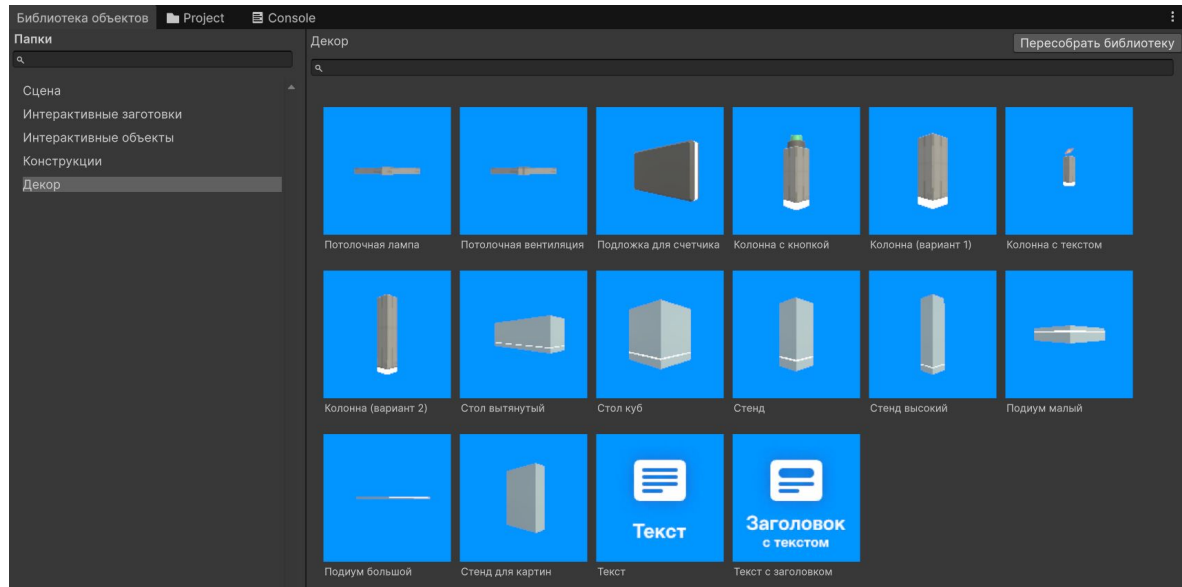 Библиотека объектов Project Console
Папки
Декор
Пересобрать библиотеку
Сцена
Интерактивные заготовки
Интерактивные объекты
Конструкции
Декор
Потолочная лампа Потолочная вентиляция Подложка для счетчика Колонна с кнопкой Колонна (вариант 1) Колонна с текстом
Колонна (вариант 2) Стол вытянутый Стол куб Стенд Стенд высокий Подиум малый
Текст
Заголовок
с текстом
Подиум большой Стенд для картин Текст Текст с заголовком